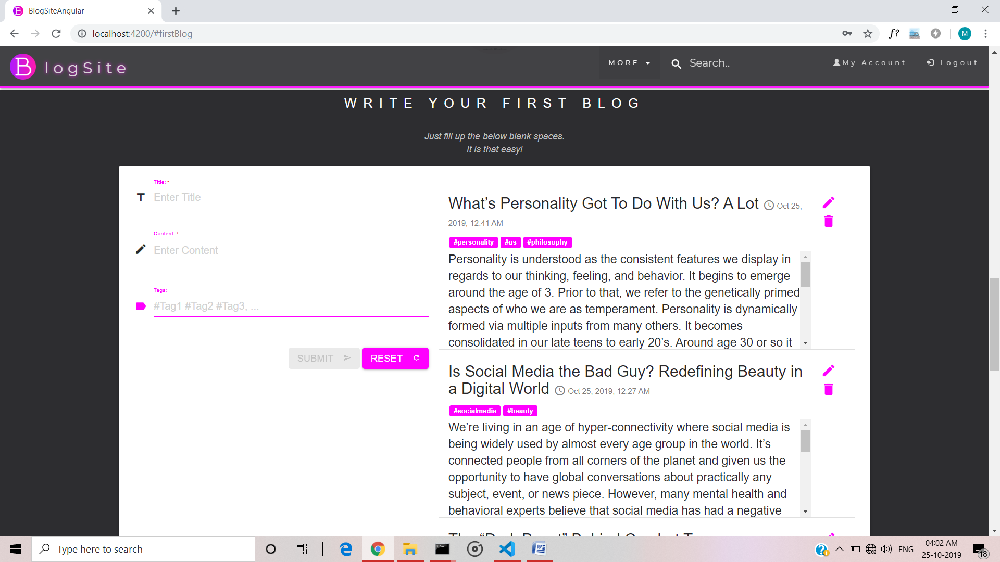 BlogSiteAngular
localhost:4200/#firstBlog
f?
M
BlogSite
MORE
Search..
My Account
Logout
WRITE YOUR FIRST BLOG
Just fill up the below blank spaces.
It is that easy!
Title: *
Enter Title
Content: *
Enter Content
Tags:
#Tag1 #Tag2 #Tag3, ...
SUBMIT
RESET
What’s Personality Got To Do With Us? A Lot Oct 25,
2019, 12:41 AM
#personality #us #philosophy
Personality is understood as the consistent features we display in
regards to our thinking, feeling, and behavior. It begins to emerge
around the age of 3. Prior to that, we refer to the genetically primed
aspects of who we are as temperament. Personality is dynamically
formed via multiple inputs from many others. It becomes
consolidated in our late teens to early 20’s. Around age 30 or so it
Is Social Media the Bad Guy? Redefining Beauty in
a Digital World Oct 25, 2019, 12:27 AM
#socialmedia #beauty
We’re living in an age of hyper-connectivity where social media is
being widely used by almost every age group in the world. It’s
connected people from all corners of the planet and given us the
opportunity to have global conversations about practically any
subject, event, or news piece. However, many mental health and
behavioral experts believe that social media has had a negative
Type here to search
ENG
04:02 AM
25-10-2019
18